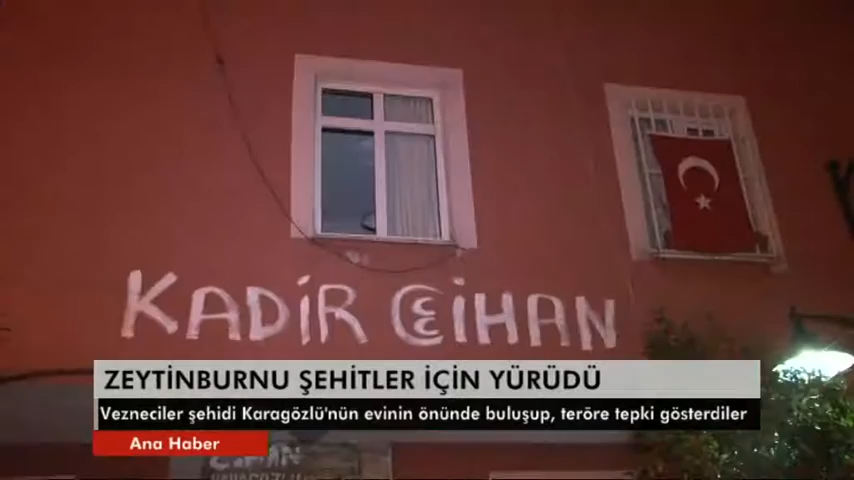 KADİR CİHAN
ZEYTİNBURNU ŞEHİTLER İÇİN YÜRÜDÜ
Vezneciler şehidi Karagözlü'nün evinin önünde buluşup, teröre tepki gösterdiler
Ana Haber